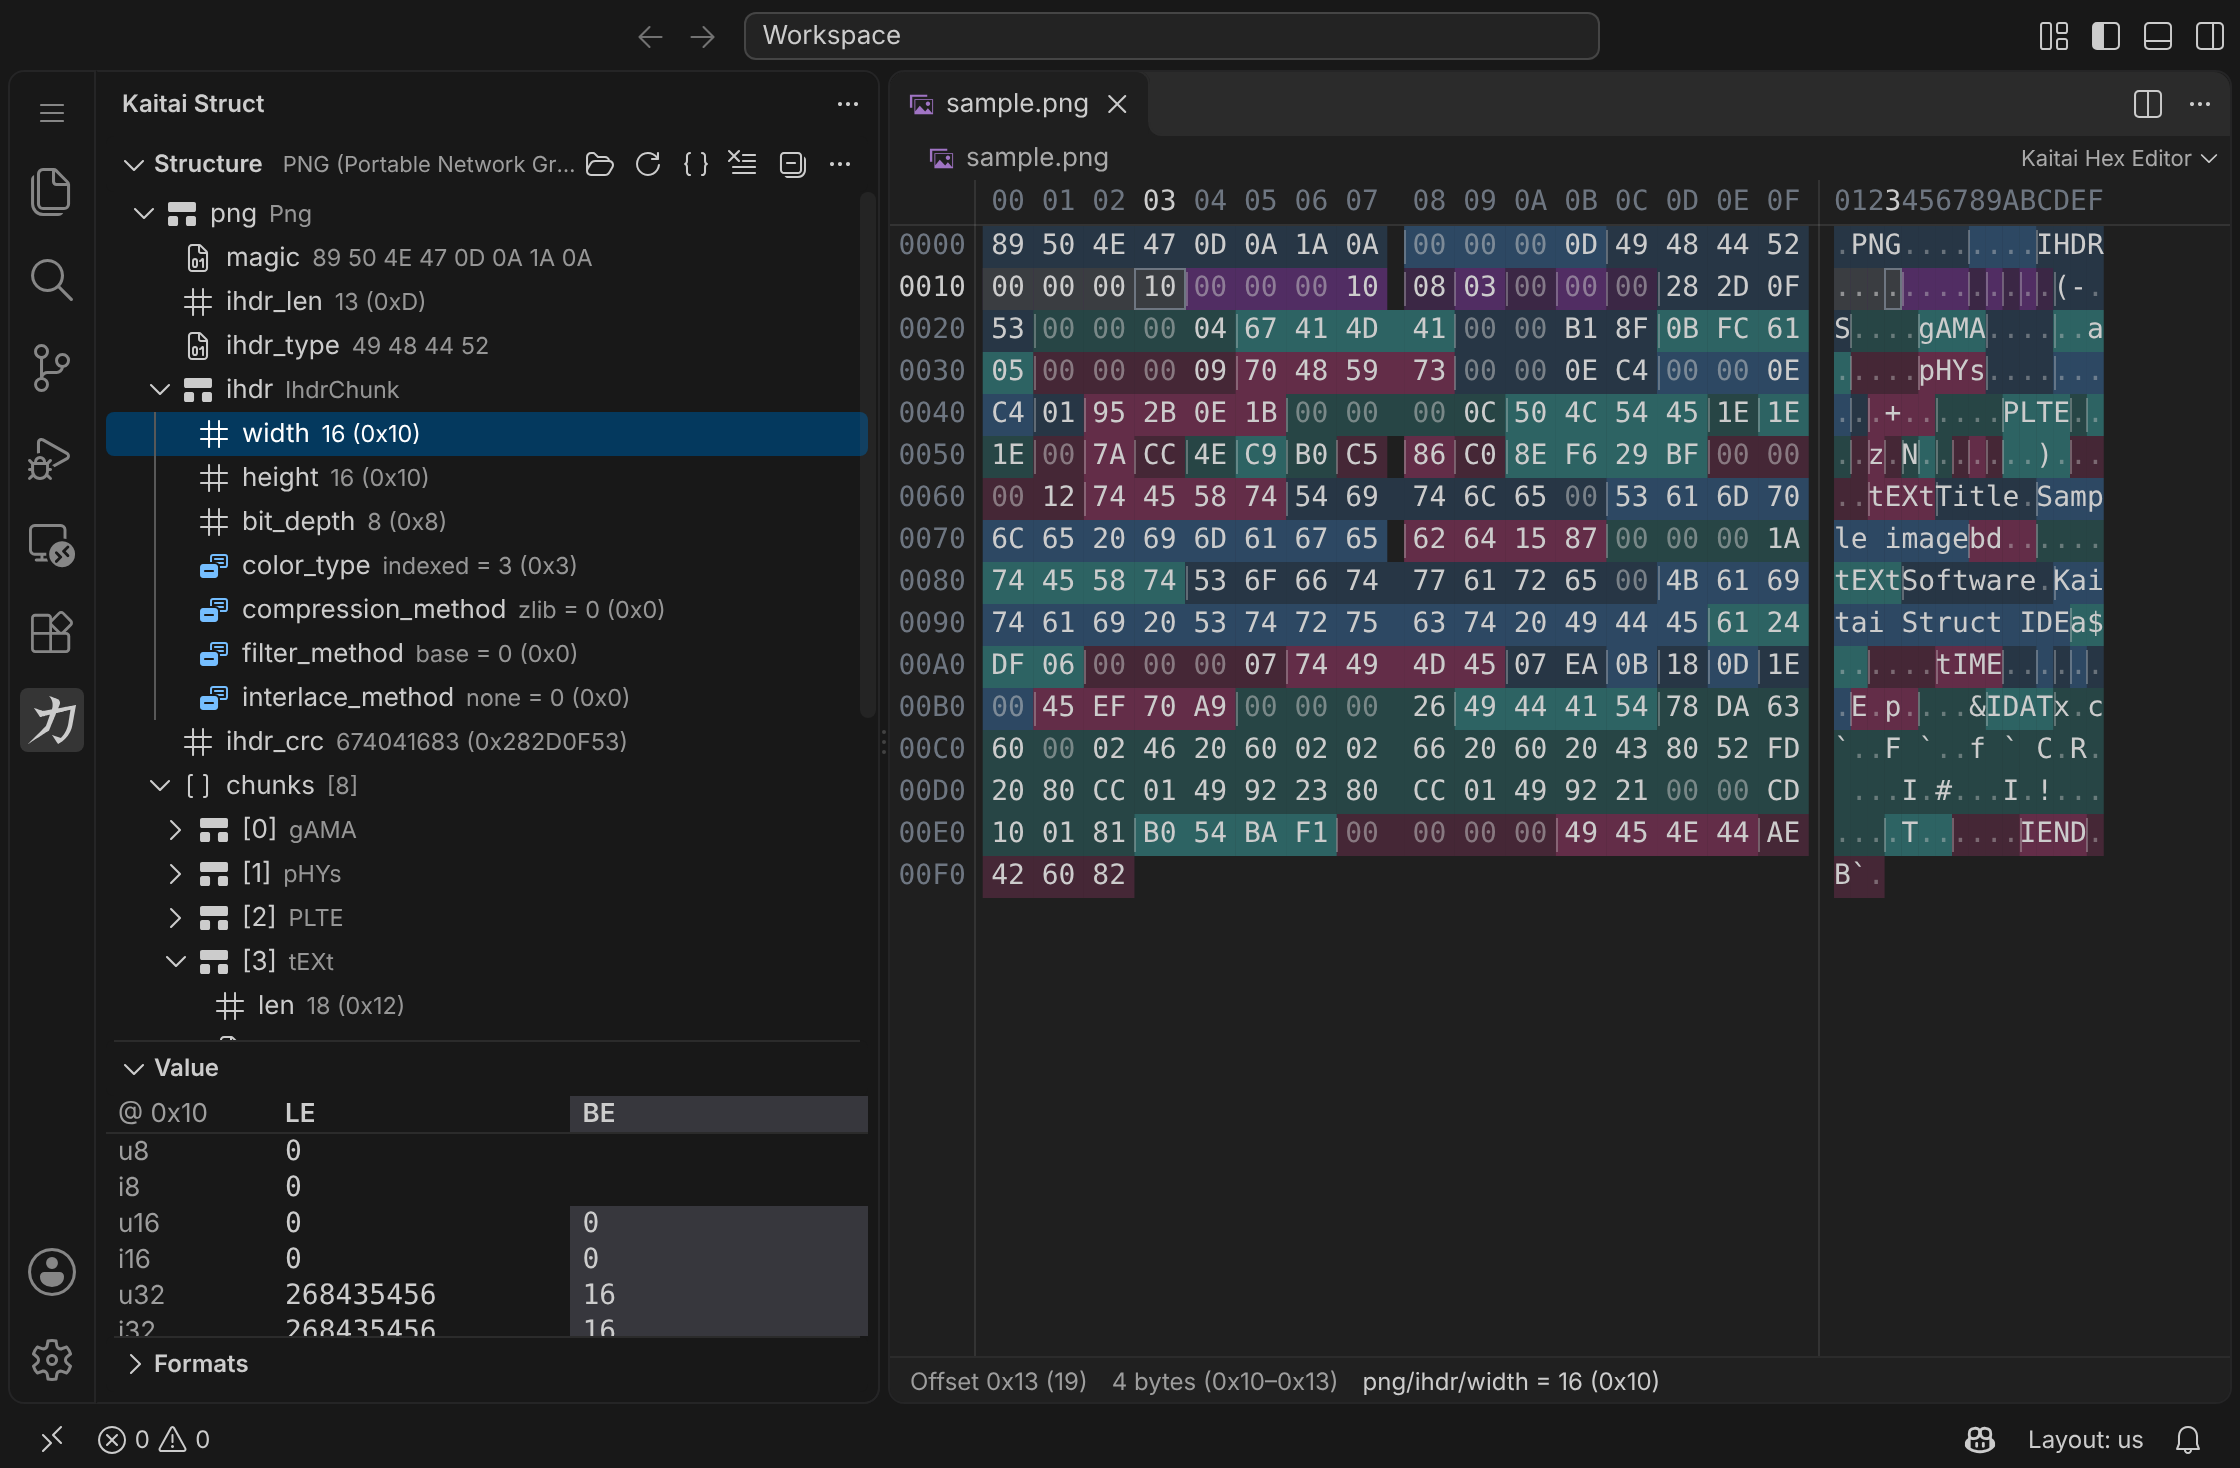 Workspace
Kaitai Struct
Structure PNG (Portable Network Gr...
png Png
magic 89 50 4E 47 0D 0A 1A 0A
ihdr_len 13 (0xD)
ihdr_type 49 48 44 52
ihdr IhdrChunk
width 16 (0x10)
height 16 (0x10)
bit_depth 8 (0x8)
color_type indexed = 3 (0x3)
compression_method zlib = 0 (0x0)
filter_method base = 0 (0x0)
interlace_method none = 0 (0x0)
ihdr_crc 674041683 (0x282D0F53)
[ ] chunks [8]
[0] gAMA
[1] pHYs
[2] PLTE
[3] tEXt
len 18 (0x12)
Value
@ 0x10 LE BE
u8 0
i8 0
u16 0 0
i16 0 0
u32 268435456 16
i32 268435456 16
Formats
sample.png
sample.png Kaitai Hex Editor
00 01 02 03 04 05 06 07 08 09 0A 0B 0C 0D 0E 0F 0123456789ABCDEF
0000 89 50 4E 47 0D 0A 1A 0A 00 00 00 0D 49 48 44 52 .PNG........IHDR
0010 00 00 00 10 00 00 00 10 08 03 00 00 00 28 2D 0F .............(-.
0020 53 00 00 00 04 67 41 4D 41 00 00 B1 8F 0B FC 61 S....gAMA......a
0030 05 00 00 00 09 70 48 59 73 00 00 0E C4 00 00 0E .....pHYs.......
0040 C4 01 95 2B 0E 1B 00 00 00 0C 50 4C 54 45 1E 1E ...+......PLTE..
0050 1E 00 7A CC 4E C9 B0 C5 86 C0 8E F6 29 BF 00 00 ..z.N.......)...
0060 00 12 74 45 58 74 54 69 74 6C 65 00 53 61 6D 70 ..tEXtTitle.Samp
0070 6C 65 20 69 6D 61 67 65 62 64 15 87 00 00 00 1A le imagebd......
0080 74 45 58 74 53 6F 66 74 77 61 72 65 00 4B 61 69 tEXtSoftware.Kai
0090 74 61 69 20 53 74 72 75 63 74 20 49 44 45 61 24 tai Struct IDEa$
00A0 DF 06 00 00 00 07 74 49 4D 45 07 EA 0B 18 0D 1E ......tIME......
00B0 00 45 EF 70 A9 00 00 00 26 49 44 41 54 78 DA 63 .E.p....&IDATx.c
00C0 60 00 02 46 20 60 02 02 66 20 60 20 43 80 52 FD `..F `..f ` C.R.
00D0 20 80 CC 01 49 92 23 80 CC 01 49 92 21 00 00 CD  ...I.#...I.!...
00E0 10 01 81 B0 54 BA F1 00 00 00 00 49 45 4E 44 AE ....T......IEND.
00F0 42 60 82 B`.
Offset 0x13 (19) 4 bytes (0x10–0x13) png/ihdr/width = 16 (0x10)
0 0 Layout: us